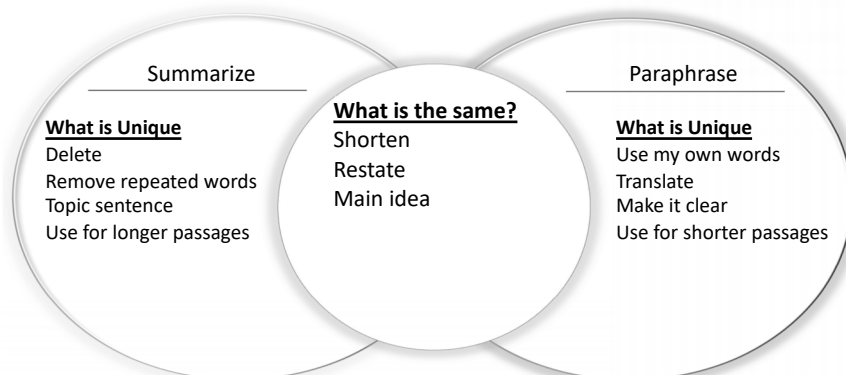 Summarize
What is Unique
Delete
Remove repeated words
Topic sentence
Use for longer passages
What is the same?
Shorten
Restate
Main idea
Paraphrase
What is Unique
Use my own words
Translate
Make it clear
Use for shorter passages